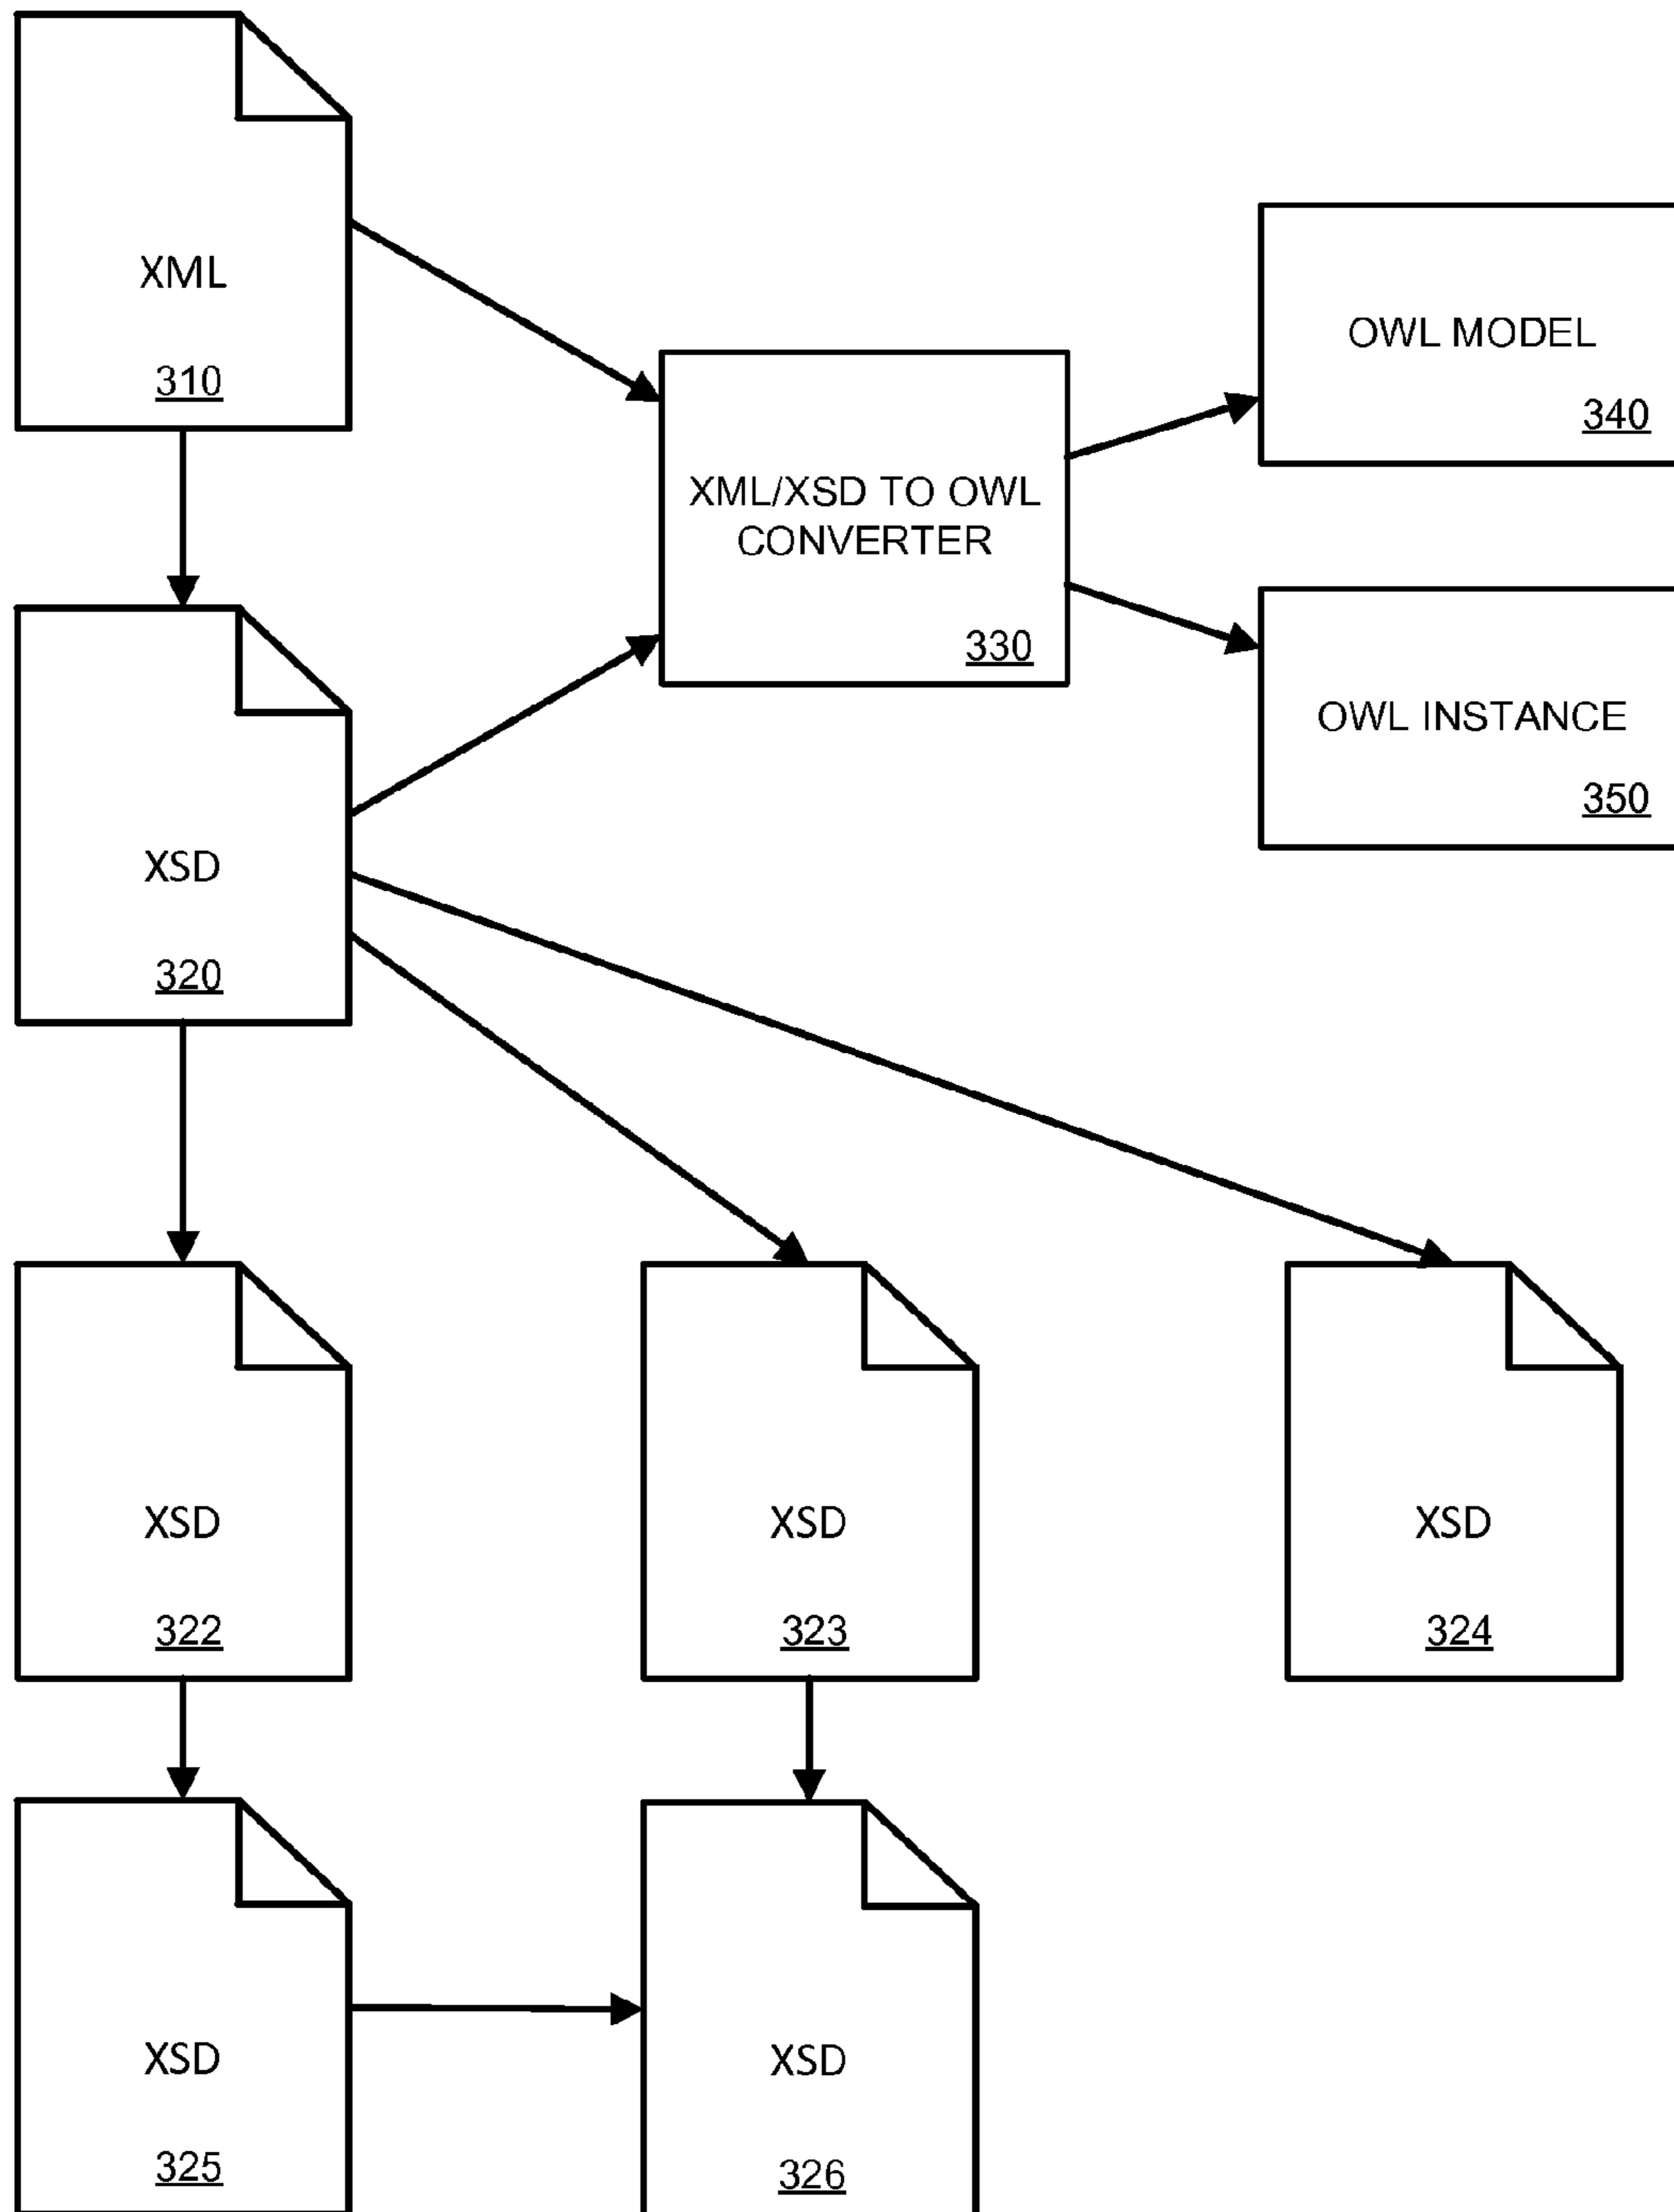 XML
310
OWL MODEL
340
XML/XSD TO OWL
CONVERTER
330
OWL INSTANCE
350
XSD
320
XSD
322
XSD
323
XSD
324
XSD
325
XSD
326